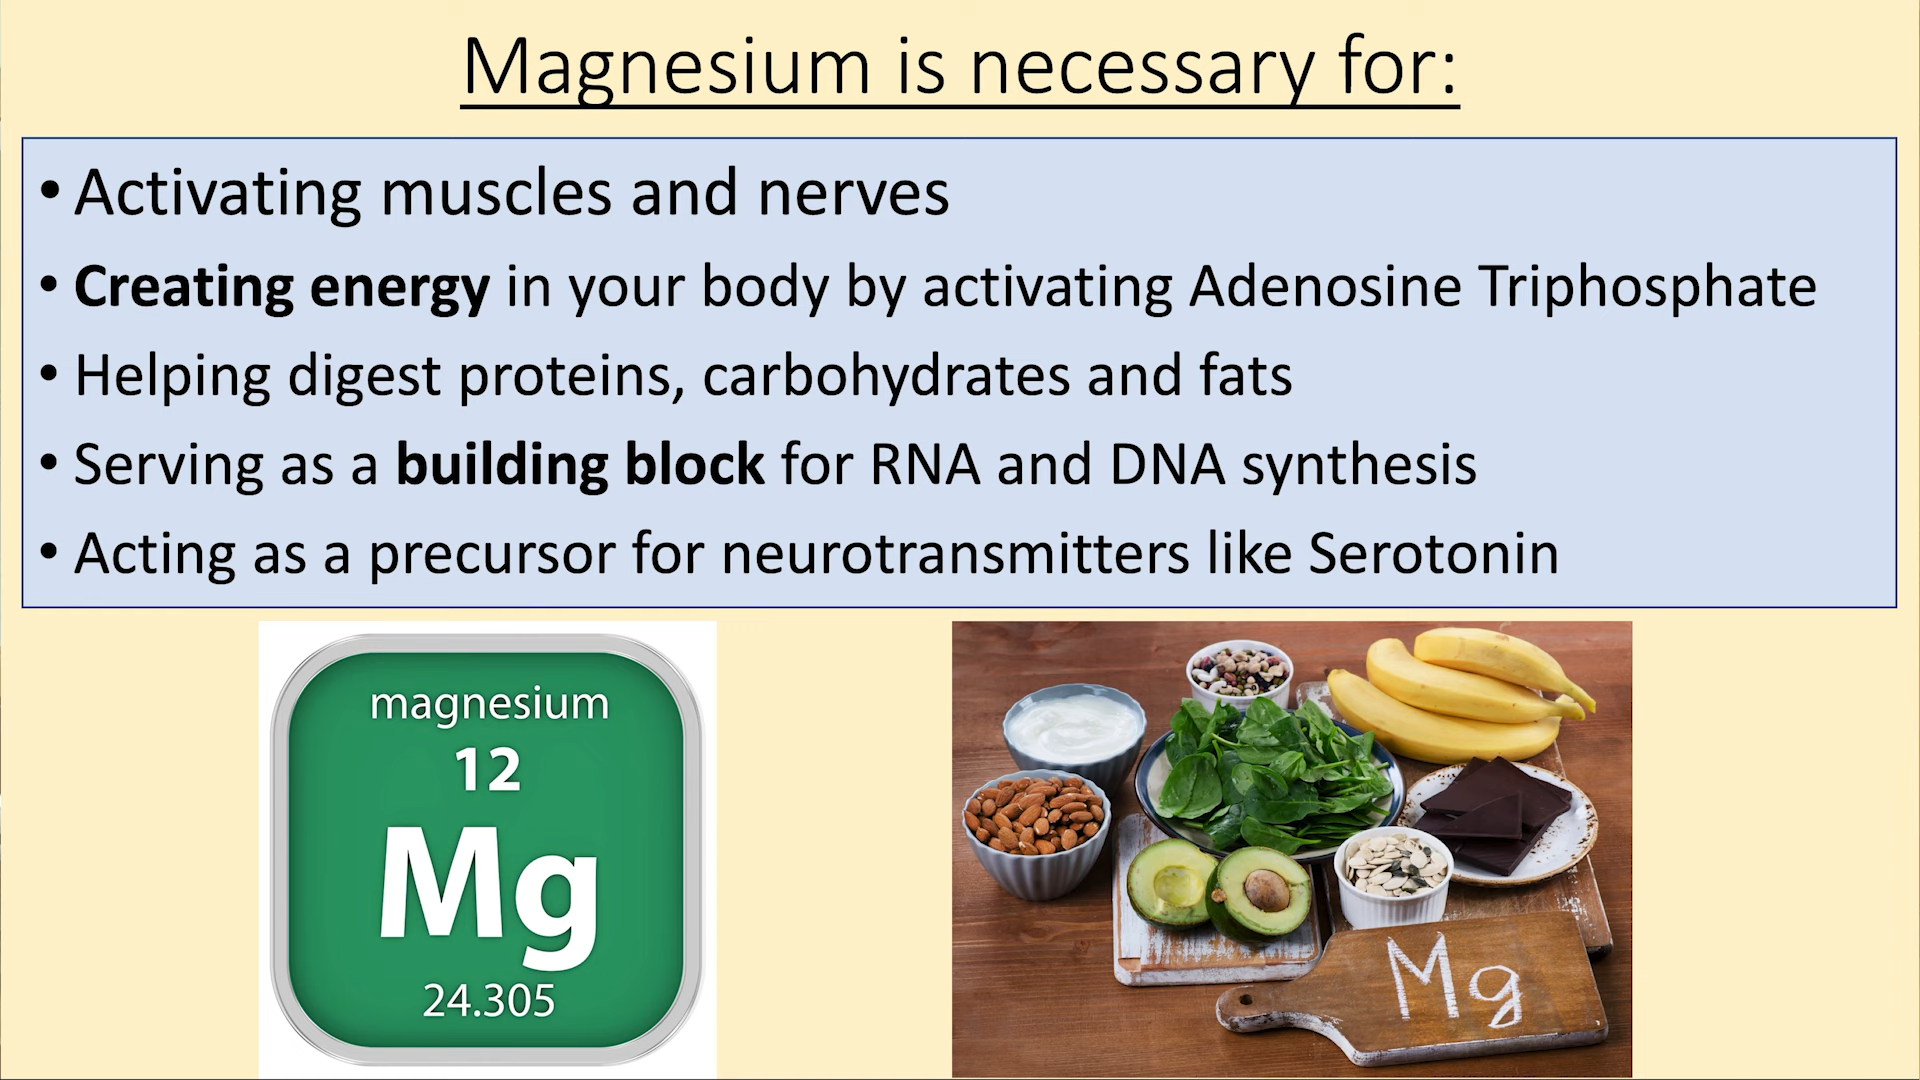 Magnesium is necessary for:
• Activating muscles and nerves
• Creating energy in your body by activating Adenosine Triphosphate
• Helping digest proteins, carbohydrates and fats
• Serving as a building block for RNA and DNA synthesis
• Acting as a precursor for neurotransmitters like Serotonin
magnesium
12
Mg
24.305
Mg